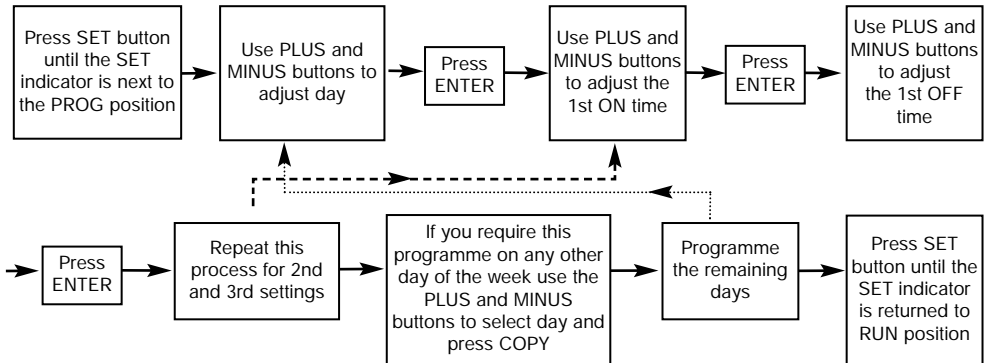 Press SET button
until the SET
indicator is next to
the PROG position
Use PLUS and
MINUS buttons to
adjust day
Press
ENTER
Use PLUS and
MINUS buttons
to adjust the
1st ON time
Press
ENTER
Use PLUS and
MINUS buttons
to adjust
the 1st OFF
time
Press
ENTER
Repeat this
process for 2nd
and 3rd settings
If you require this
programme on any other
day of the week use the
PLUS and MINUS
buttons to select day and
press COPY
Programme
the remaining
days
Press SET
button until the
SET indicator
is returned to
RUN position